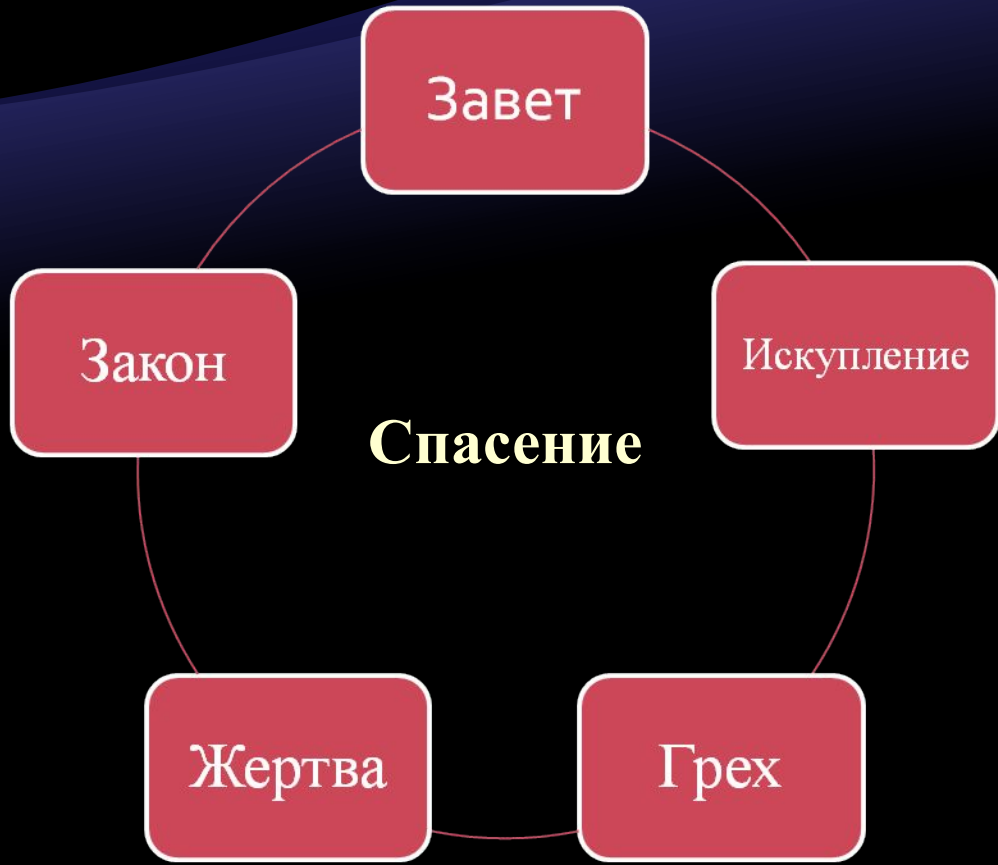 Завет
Искупление
Закон
Спасение
Жертва
Грех